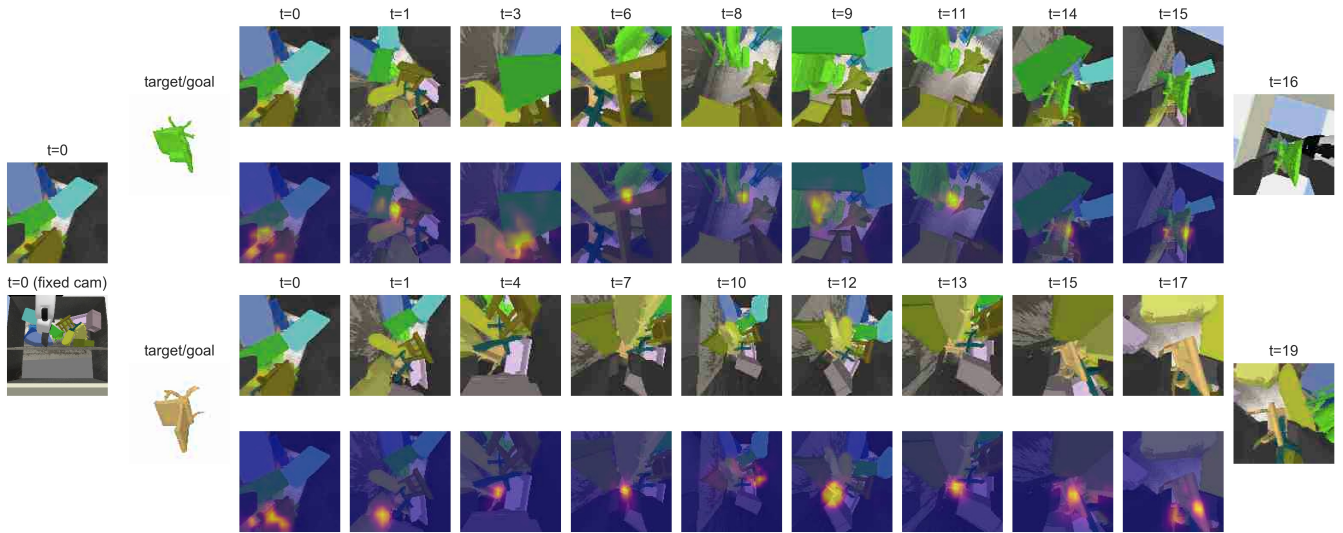 t=0 t=1 t=3 t=6 t=8 t=9 t=11 t=14 t=15
target/goal
t=16
t=0
t=0 (fixed cam)
t=0 t=1 t=4 t=7 t=10 t=12 t=13 t=15 t=17
target/goal
t=19